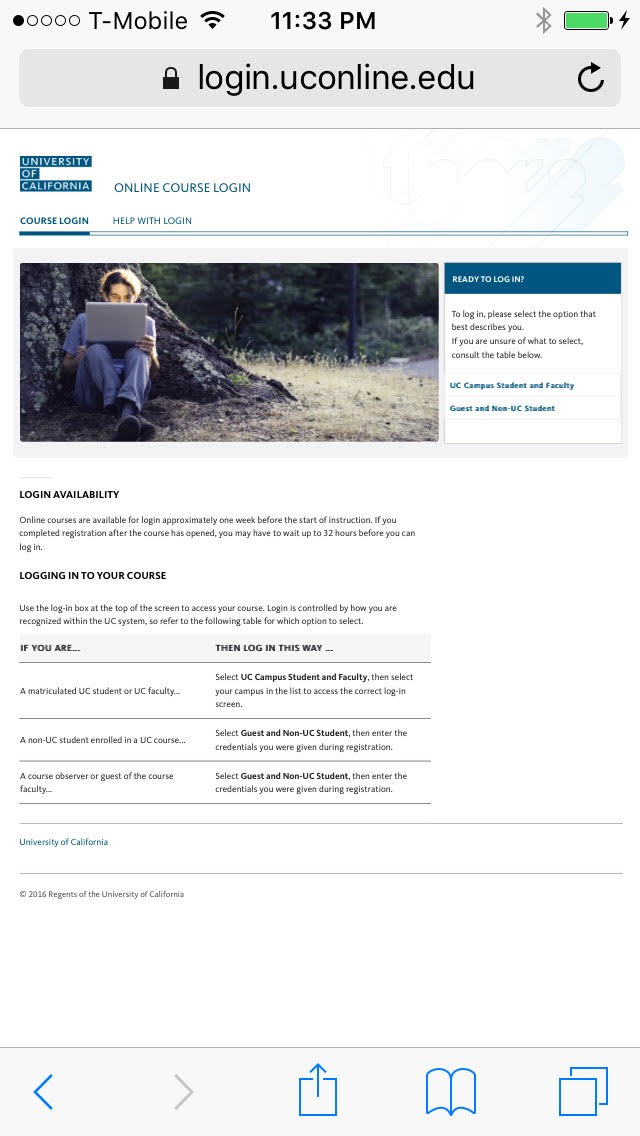 T-Mobile 11:33 PM
login.uconline.edu
UNIVERSITY
OF
CALIFORNIA
ONLINE COURSE LOGIN
COURSE LOGIN HELP WITH LOGIN
READY TO LOG IN?
To log in, please select the option that
best describes you.
If you are unsure of what to select,
consult the table below.
UC Campus Student and Faculty
Guest and Non-UC Student
LOGIN AVAILABILITY
Online courses are available for login approximately one week before the start of instruction. If you
completed registration after the course has opened, you may have to wait up to 32 hours before you can
log in.
LOGGING IN TO YOUR COURSE
Use the log-in box at the top of the screen to access your course. Login is controlled by how you are
recognized within the UC system, so refer to the following table for which option to select.
IF YOU ARE... THEN LOG IN THIS WAY ...
A matriculated UC student or UC faculty...
Select UC Campus Student and Faculty, then select
your campus in the list to access the correct log-in
screen.
A non-UC student enrolled in a UC course...
Select Guest and Non-UC Student, then enter the
credentials you were given during registration.
A course observer or guest of the course
faculty...
Select Guest and Non-UC Student, then enter the
credentials you were given during registration.
University of California
© 2016 Regents of the University of California